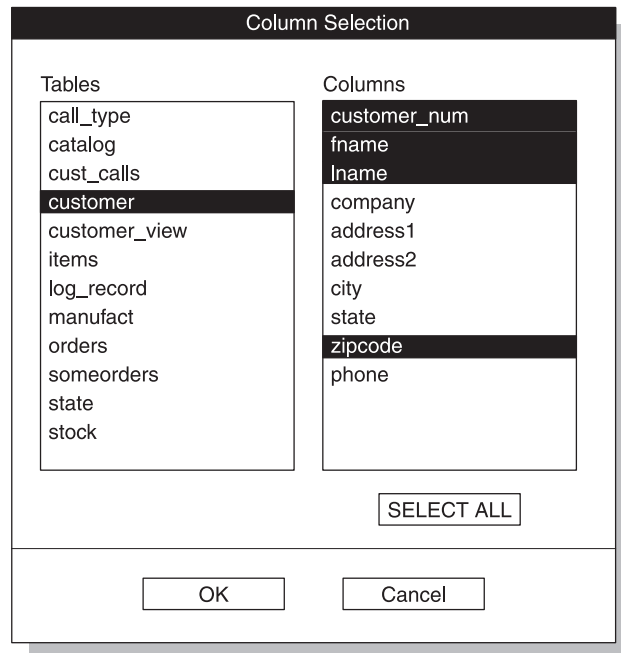 Column Selection
Tables
call_type
catalog
cust_calls
customer
customer_view
items
log_record
manufact
orders
someorders
state
stock
Columns
customer_num
fname
lname
company
address1
address2
city
state
zipcode
phone
SELECT ALL
OK
Cancel